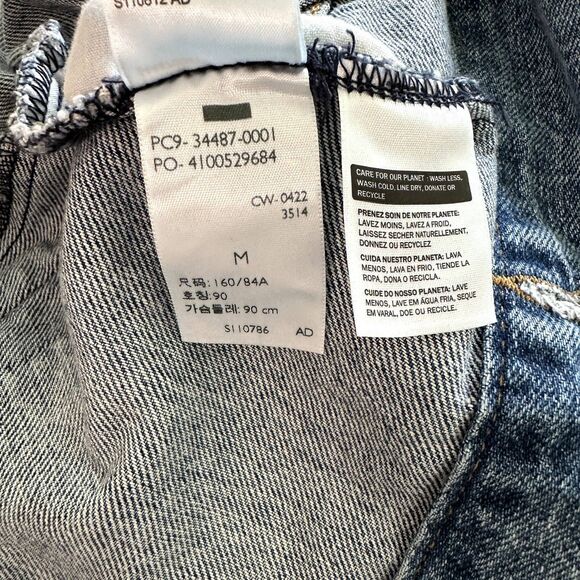 S110812 AD
PC9- 34487-0001
PO- 4100529684
CW-0422
3514
M
尺码: 160/84A
호칭: 90
가슴둘레: 90 cm
S110786 AD
CARE FOR OUR PLANET : WASH LESS,
WASH COLD, LINE DRY, DONATE OR
RECYCLE
PRENEZ SOIN DE NOTRE PLANETE:
LAVEZ MOINS, LAVEZ A FROID,
LAISSEZ SECHER NATURELLEMENT,
DONNEZ OU RECYCLEZ
CUIDA NUESTRO PLANETA: LAVA
MENOS, LAVA EN FRIO, TIENDE LA
ROPA, DONA O RECICLA.
CUIDE DO NOSSO PLANETA: LAVE
MENOS, LAVE EM ÁGUA FRIA, SEQUE
EM VARAL, DOE OU RECICLE.